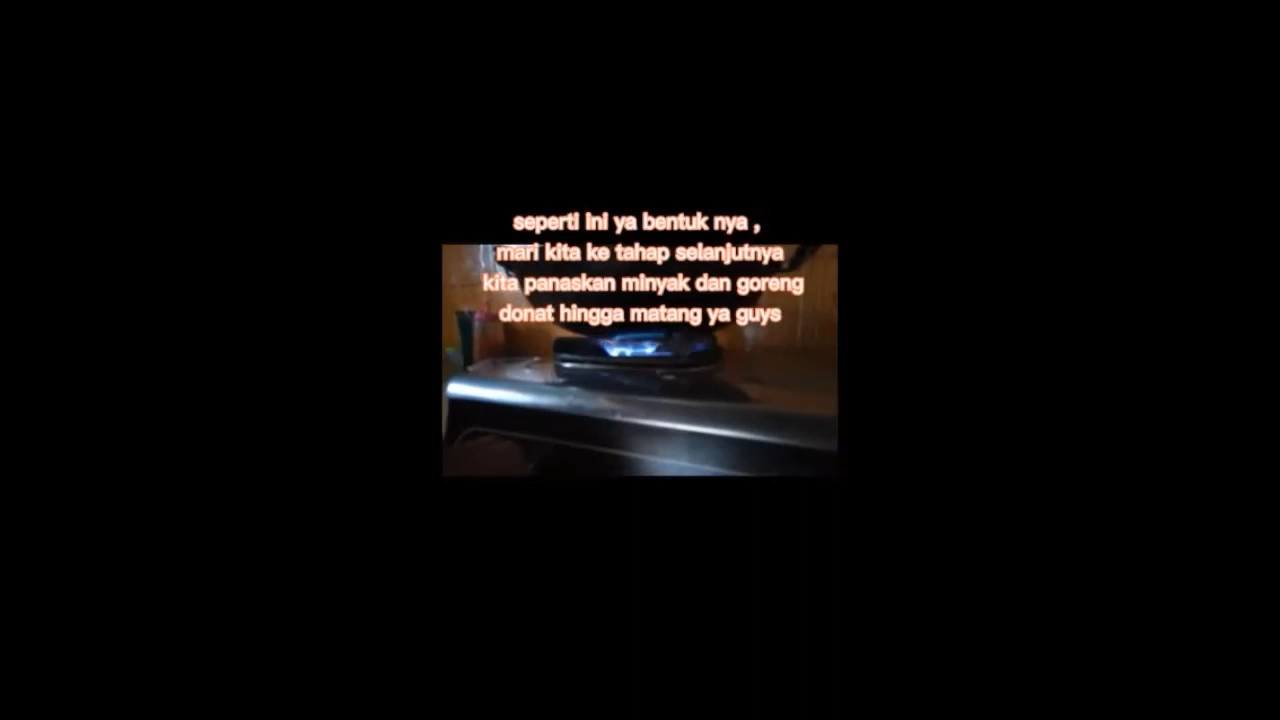 seperti ini ya bentuk nya ,
mari kita ke tahap selanjutnya
kita panaskan minyak dan goreng
donat hingga matang ya guys